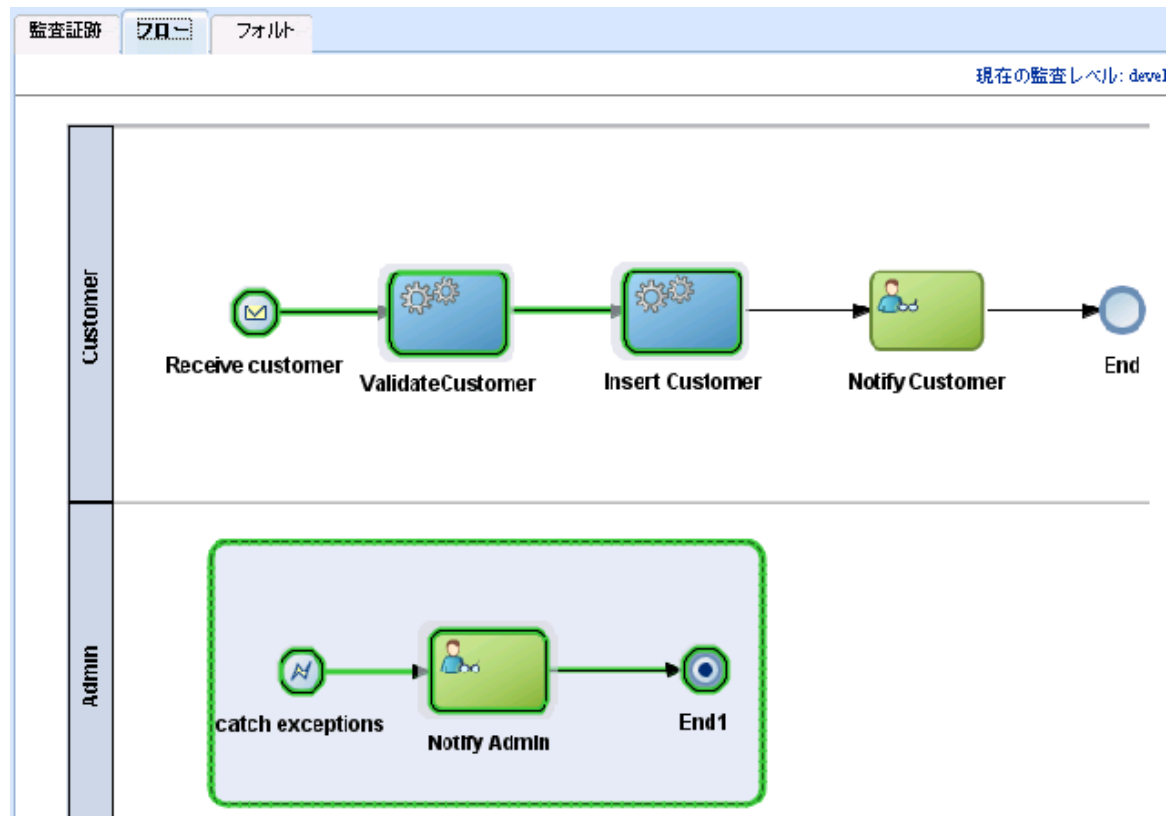 監査証跡 フロー フォルト
現在の監査レベル: devel
Customer
Receive customer
ValidateCustomer
Insert Customer
Notify Customer
End
Admin
catch exceptions
Notify Admin
End1